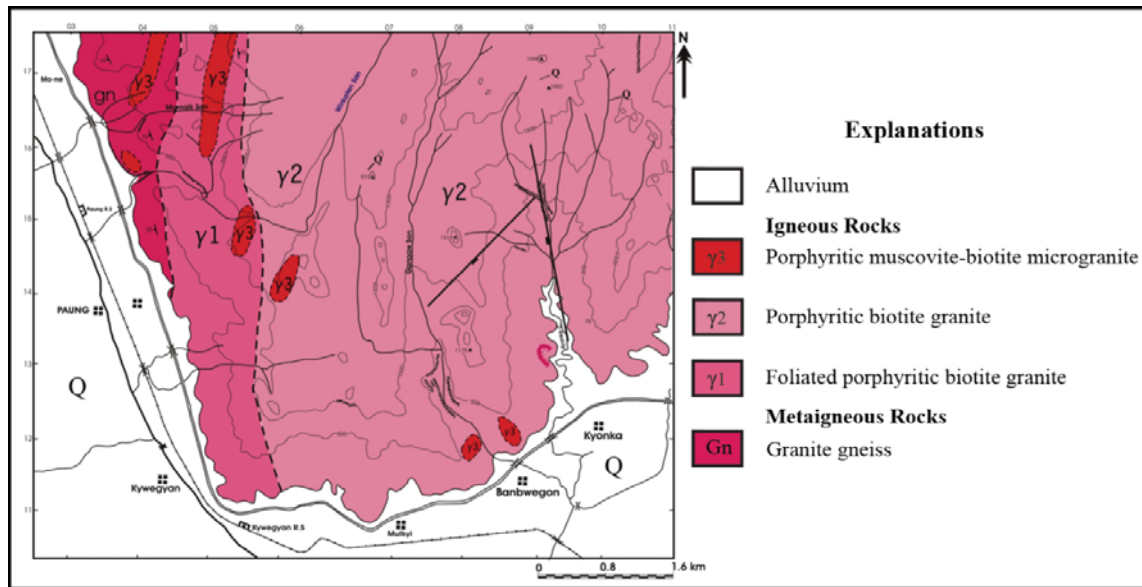 03 04 05 06 07 08 09 10 11
17
16
15
14
13
12
11
N
Mo-ne
gn
γ3
γ3
Q
Q
Q
γ2
γ2
γ1
γ3
γ3
γ3
γ3
Paung R.S
PAUNG
Q
Kywegyan
Kywegyan R.S
Mutkyi
Banbwegon
Kyonka
Q
0 0.8 1.6 km
Explanations
Alluvium
Igneous Rocks
γ3 Porphyritic muscovite-biotite microgranite
γ2 Porphyritic biotite granite
γ1 Foliated porphyritic biotite granite
Metaigneous Rocks
Gn Granite gneiss